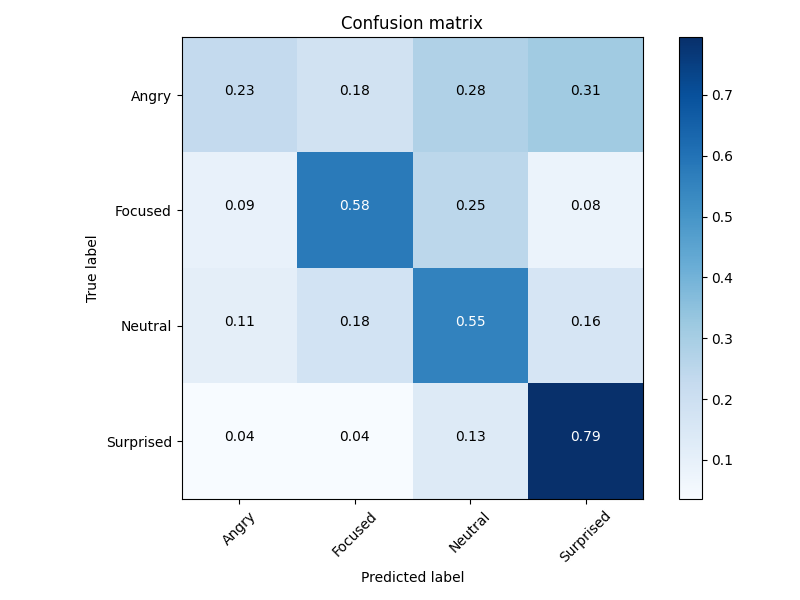 Confusion matrix
Angry 0.23 0.18 0.28 0.31
Focused 0.09 0.58 0.25 0.08
Neutral 0.11 0.18 0.55 0.16
Surprised 0.04 0.04 0.13 0.79
True label
Angry Focused Neutral Surprised
Predicted label
0.7
0.6
0.5
0.4
0.3
0.2
0.1